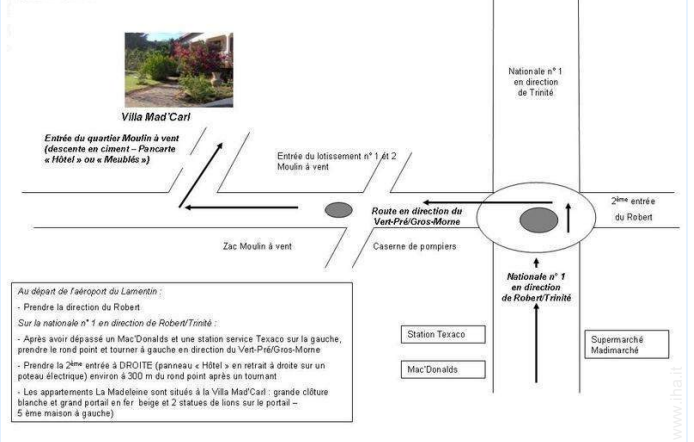 Nationale n° 1
en direction
de Trinité
Villa Mad'Carl
Entrée du quartier Moulin à vent
(descente en ciment – Pancarte
« Hôtel » ou « Meublés »)
Entrée du lotissement n° 1 ét 2
Moulin à vent
2ème entrée
du Robert
Route en direction du
Vert-Pré/Gros-Morne
Zac Moulin à vent
Caserne de pompiers
Nationale n° 1
en direction
de Robert/Trinité
Au départ de l'aéroport du Lamentin :
- Prendre la direction du Robert
Sur la nationale n° 1 en direction de Robert/Trinité :
- Après avoir dépassé un Mac'Donalds et une station service Texaco sur la gauche,
prendre le rond point et tourner à gauche en direction du Vert-Pré/Gros-Morne
- Prendre la 2ème entrée à DROITE (panneau « Hôtel » en retrait à droite sur un
poteau électrique) environ à 300 m du rond point après un tournant
- Les appartements La Madeleine sont situés à la Villa Mad'Carl : grande clôture
blanche et grand portail en fer beige et 2 statues de lions sur le portail –
5 ème maison à gauche)
Station Texaco
Mac'Donalds
Supermarché
Madimarché
www.iha.it